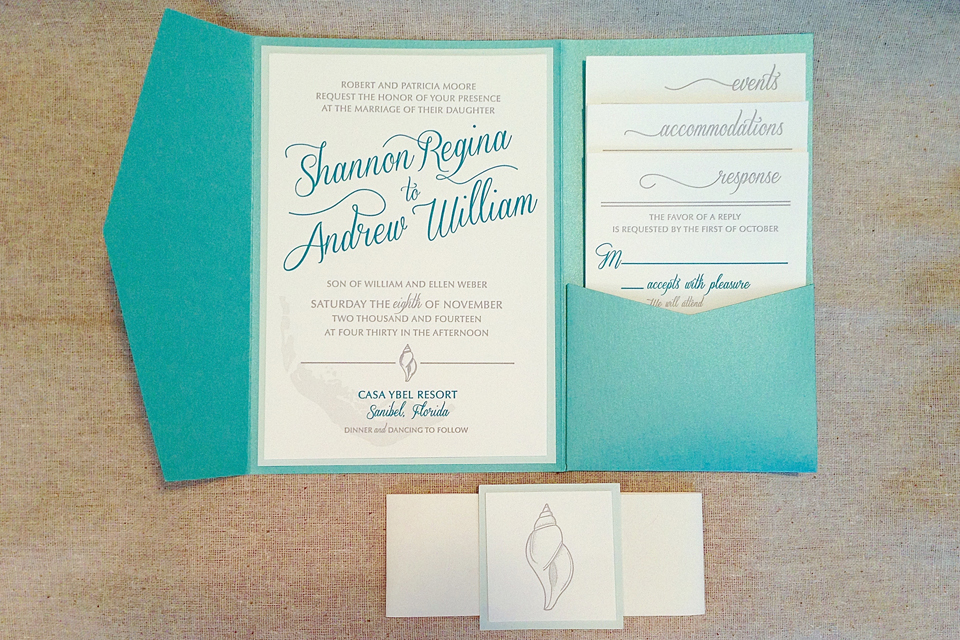 ROBERT AND PATRICIA MOORE
REQUEST THE HONOR OF YOUR PRESENCE
AT THE MARRIAGE OF THEIR DAUGHTER
Shannon Regina
to
Andrew William
SON OF WILLIAM AND ELLEN WEBER
SATURDAY THE eighth OF NOVEMBER
TWO THOUSAND AND FOURTEEN
AT FOUR THIRTY IN THE AFTERNOON
CASA YBEL RESORT
Sanibel, Florida
DINNER and DANCING TO FOLLOW
events
accommodations
response
THE FAVOR OF A REPLY
IS REQUESTED BY THE FIRST OF OCTOBER
M
accepts with pleasure
We will attend